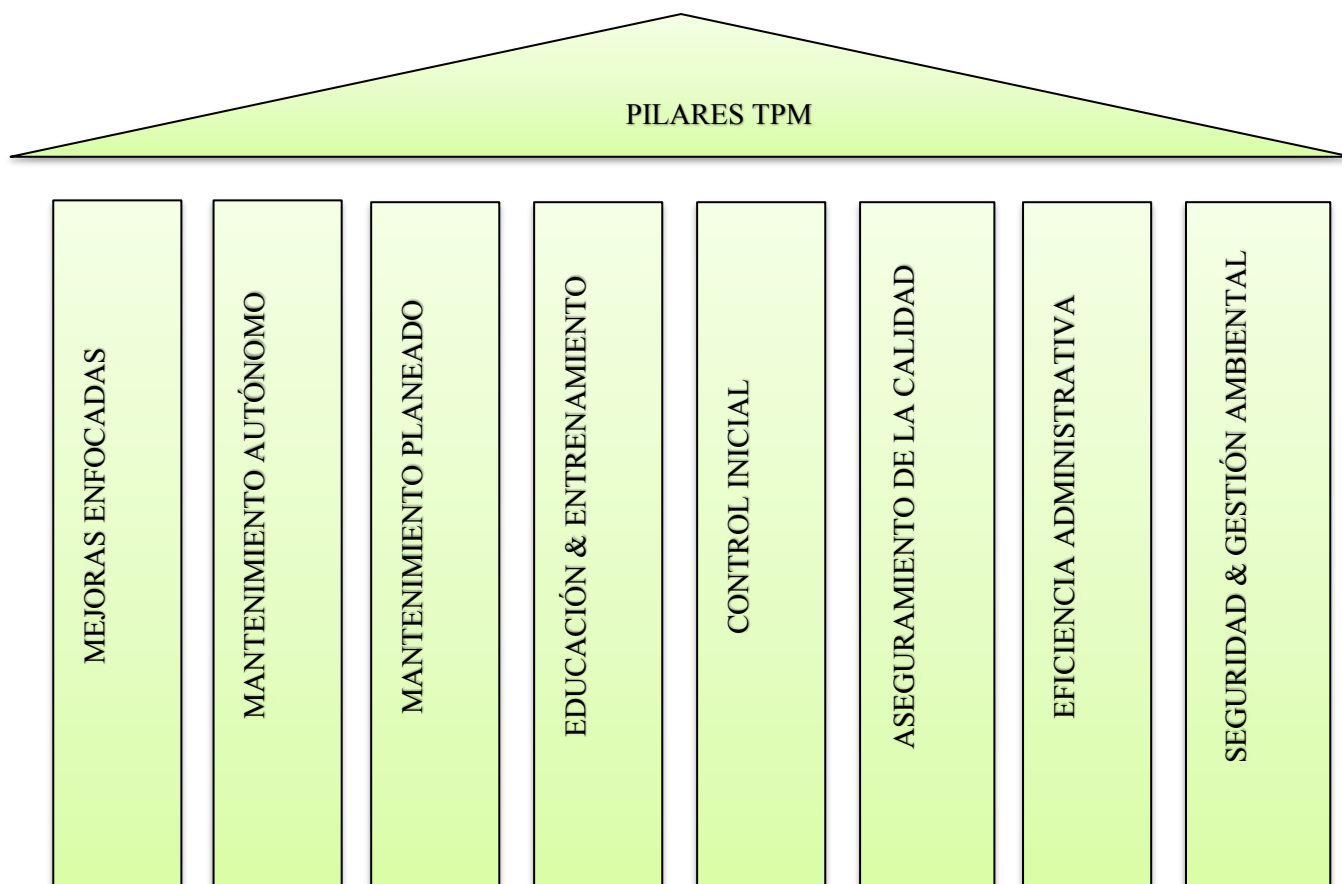 PILARES TPM
MEJORAS ENFOCADAS
MANTENIMIENTO AUTÓNOMO
MANTENIMIENTO PLANEADO
EDUCACIÓN & ENTRENAMIENTO
CONTROL INICIAL
ASEGURAMIENTO DE LA CALIDAD
EFICIENCIA ADMINISTRATIVA
SEGURIDAD & GESTIÓN AMBIENTAL